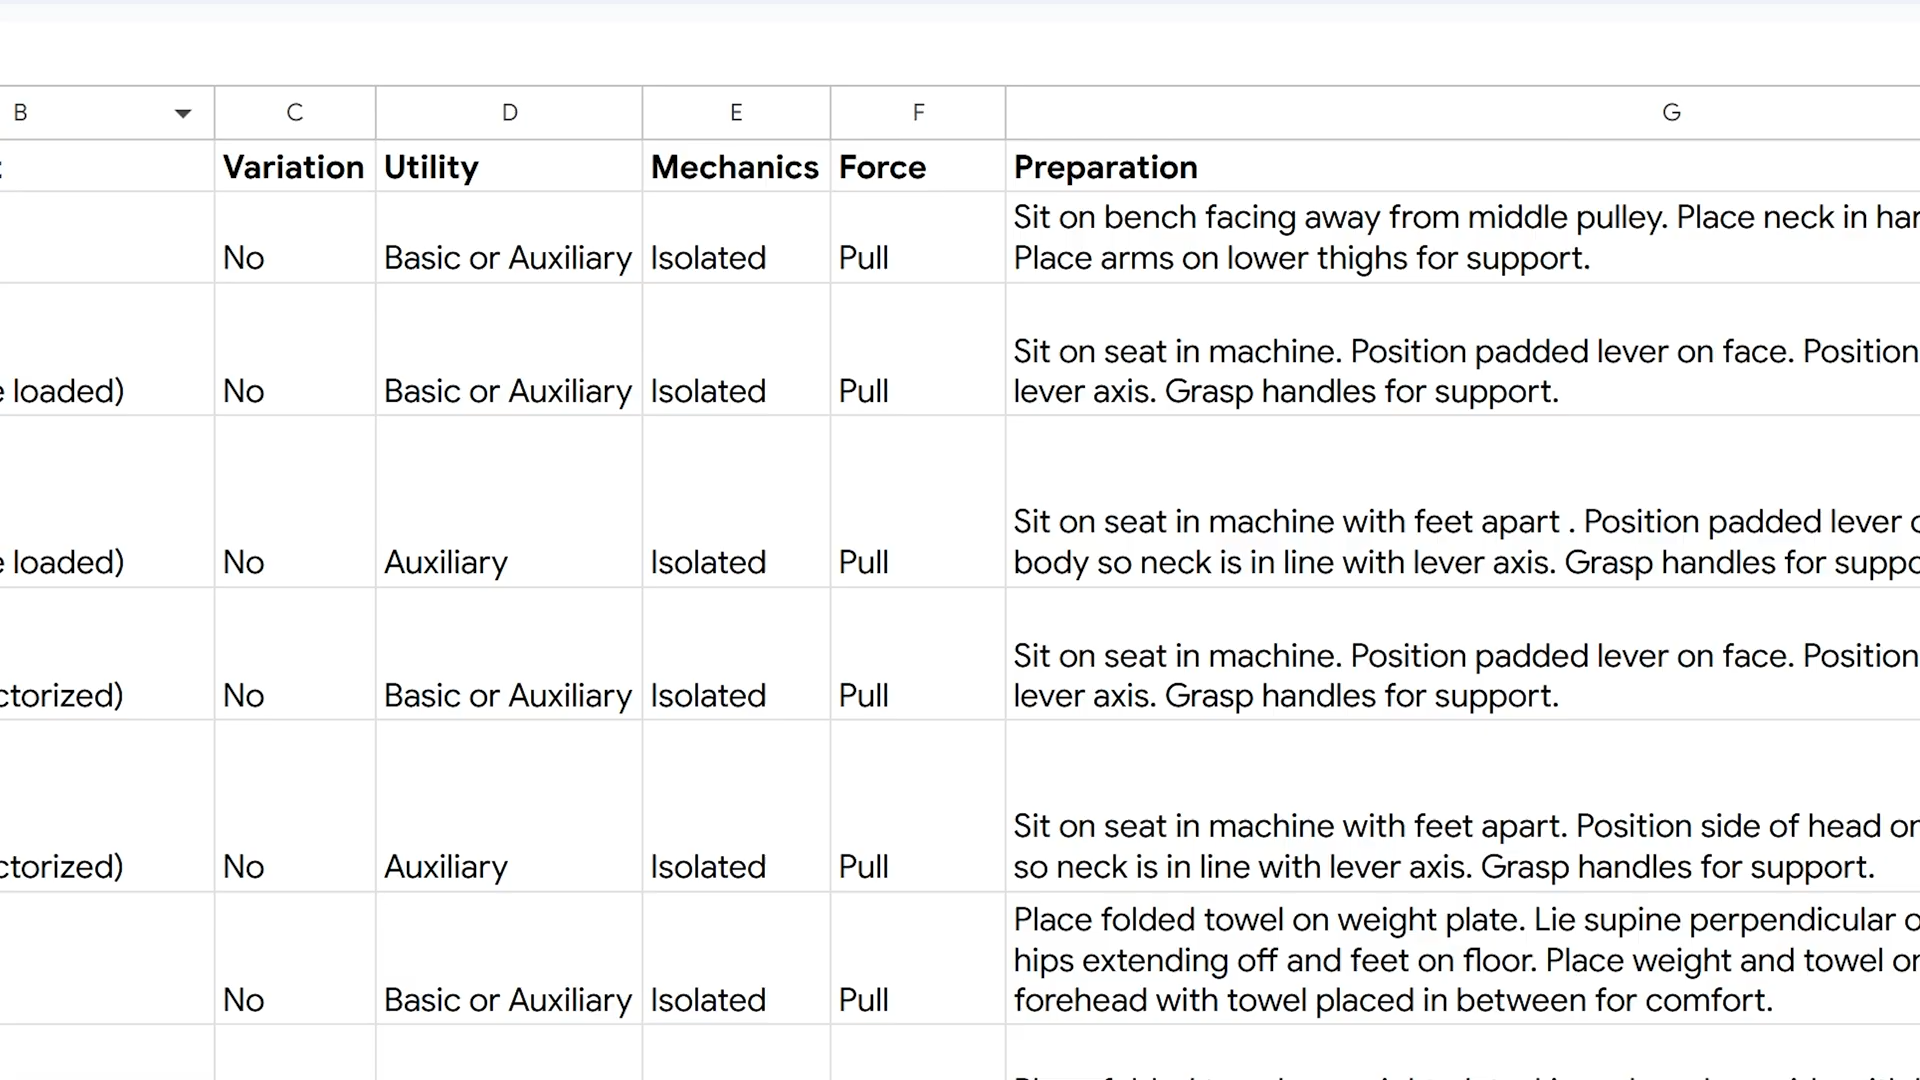 B C D E F G
Variation Utility Mechanics Force Preparation
Sit on bench facing away from middle pulley. Place neck in
No Basic or Auxiliary Isolated Pull Place arms on lower thighs for support.
Sit on seat in machine. Position padded lever on face. Position
loaded) No Basic or Auxiliary Isolated Pull lever axis. Grasp handles for support.
Sit on seat in machine with feet apart . Position padded lever
loaded) No Auxiliary Isolated Pull body so neck is in line with lever axis. Grasp handles for
Sit on seat in machine. Position padded lever on face. Position
ctorized) No Basic or Auxiliary Isolated Pull lever axis. Grasp handles for support.
Sit on seat in machine with feet apart. Position side of head on
ctorized) No Auxiliary Isolated Pull so neck is in line with lever axis. Grasp handles for support.
Place folded towel on weight plate. Lie supine perpendicular
hips extending off and feet on floor. Place weight and towel on
No Basic or Auxiliary Isolated Pull forehead with towel placed in between for comfort.